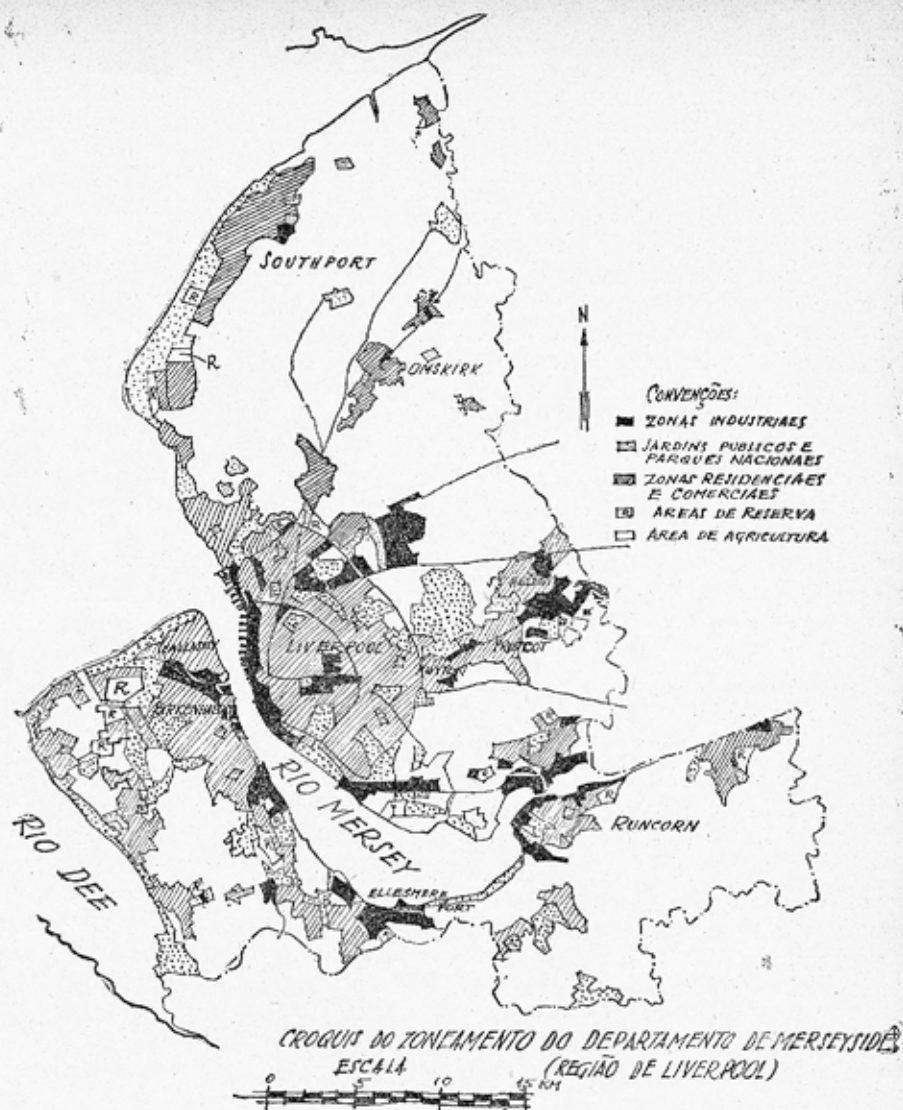 SOUTHPORT
R
R
OMSKIRK
N
CONVENÇÕES:
ZONAS INDUSTRIAES
JARDINS PUBLICOS E
PARQUES NACIONAES
ZONAS RESIDENCIAES
E COMERCIAES
R AREAS DE RESERVA
AREA DE AGRICULTURA
LIVERPOOL
PRESCOT
R
BIRKENHEAD
RIO MERSEY
RUNCORN
RIO DEE
ELLESMERE
PORT
CROQUIS DO ZONEAMENTO DO DEPARTAMENTO DE MERSEYSIDE
ESCALA
(REGIÃO DE LIVERPOOL)
0 5 10 15 KM